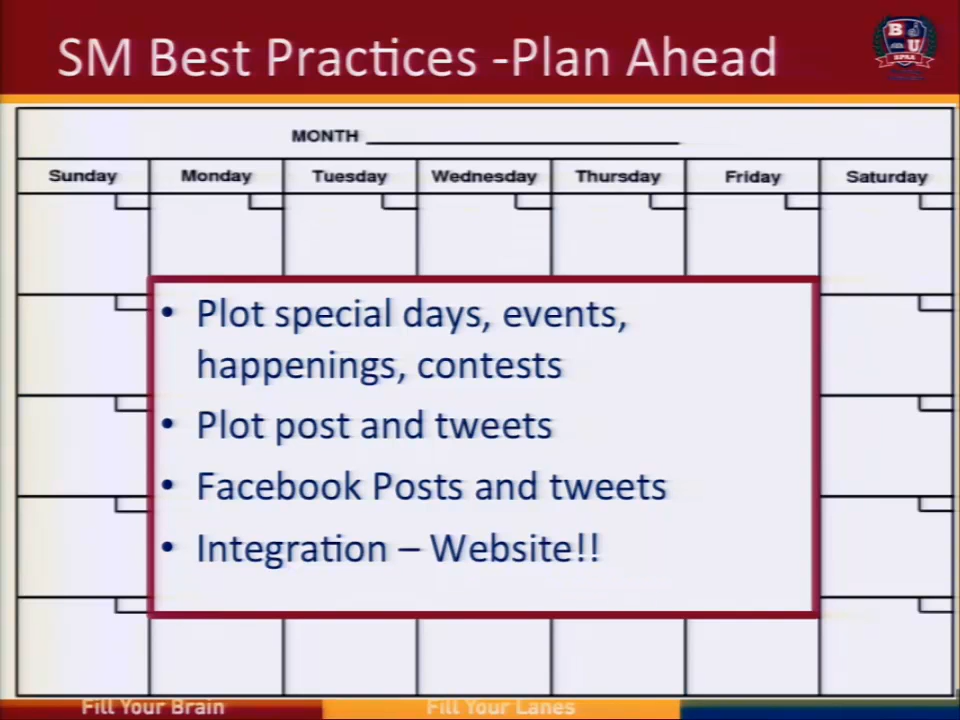 SM Best Practices -Plan Ahead
B U
MONTH
Sunday Monday Tuesday Wednesday Thursday Friday Saturday
• Plot special days, events,
happenings, contests
• Plot post and tweets
• Facebook Posts and tweets
• Integration – Website!!
Fill Your Brain Fill Your Lanes